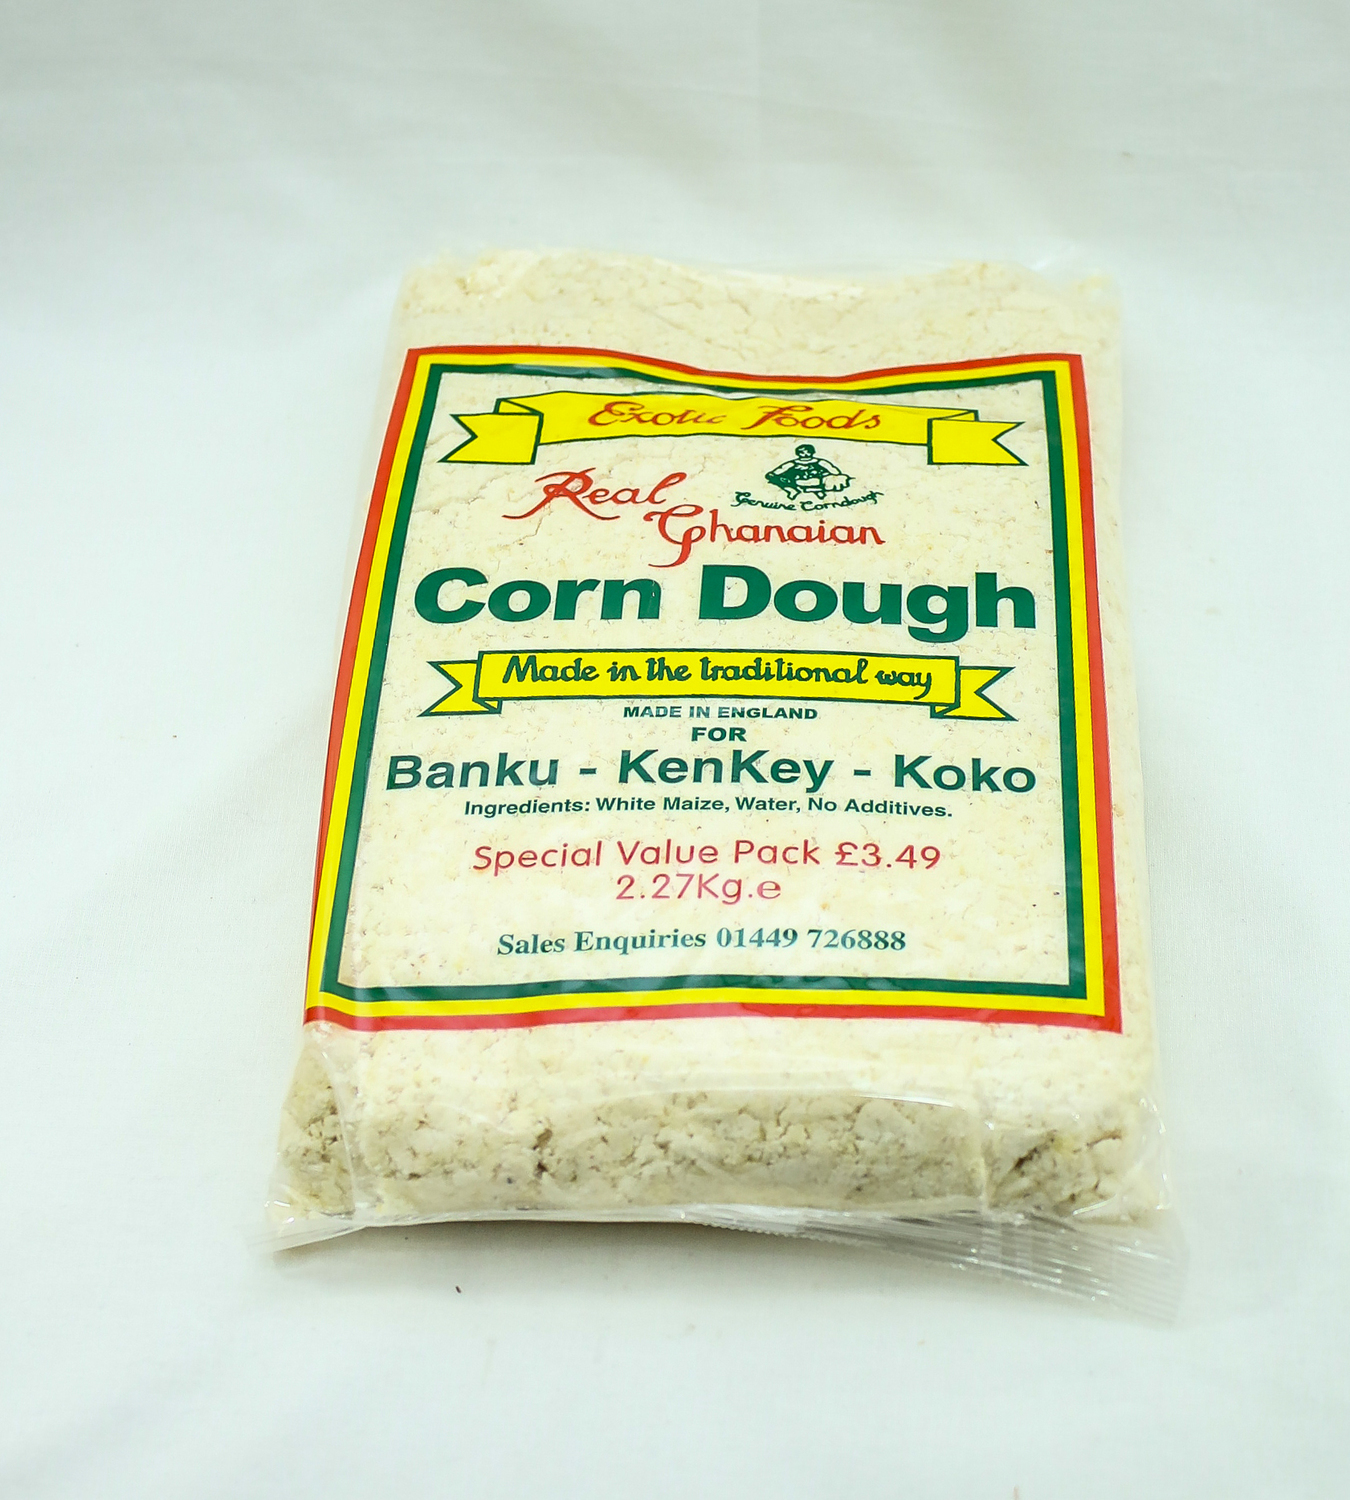 Exotic Foods
Real
Genuine Corndough
Ghanaian
Corn Dough
Made in the traditional way
MADE IN ENGLAND
FOR
Banku - KenKey - Koko
Ingredients: White Maize, Water, No Additives.
Special Value Pack £3.49
2.27Kg.e
Sales Enquiries 01449 726888